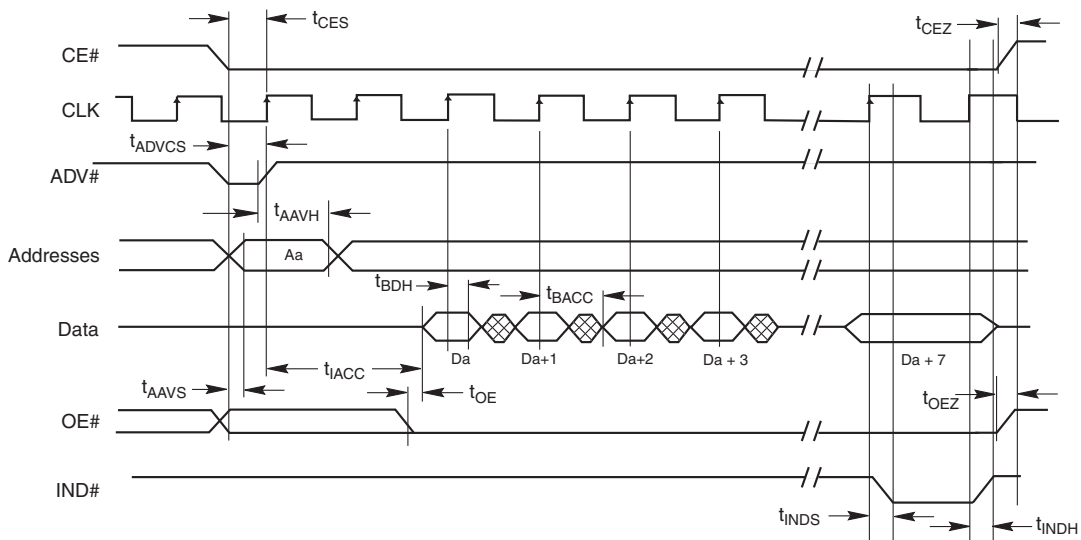 tCES
tCEZ
CE#
CLK
tADVCS
ADV#
tAAVH
Addresses
Aa
tBDH
tBACC
Data
Da
Da+1
Da+2
Da + 3
Da + 7
tIACC
tAAVS
tOE
tOEZ
OE#
IND#
tINDS
tINDH